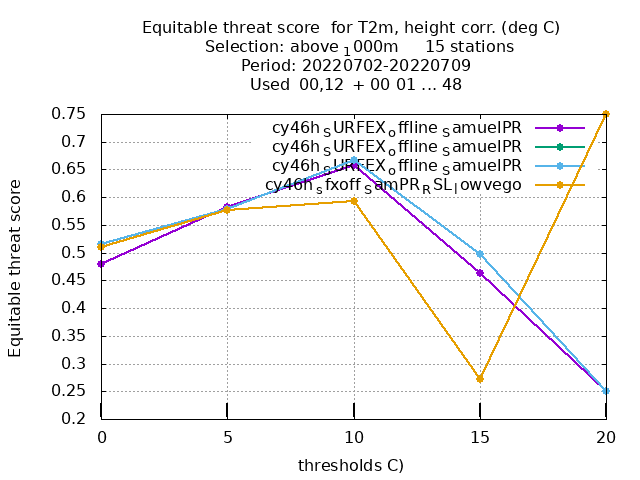 Equitable threat score  for T2m, height corr. (deg C)
Selection: above 1000m     15 stations
Period: 20220702-20220709
Used  00,12  + 00 01 ... 48
cy46h SURFEX offline SamuelPR
cy46h SURFEX offline SamuelPR
cy46h SURFEX offline SamuelPR
cy46h sfxoff SamPR RSL lowvego
Equitable threat score
0.75
0.7
0.65
0.6
0.55
0.5
0.45
0.4
0.35
0.3
0.25
0.2
0 5 10 15 20
thresholds C)